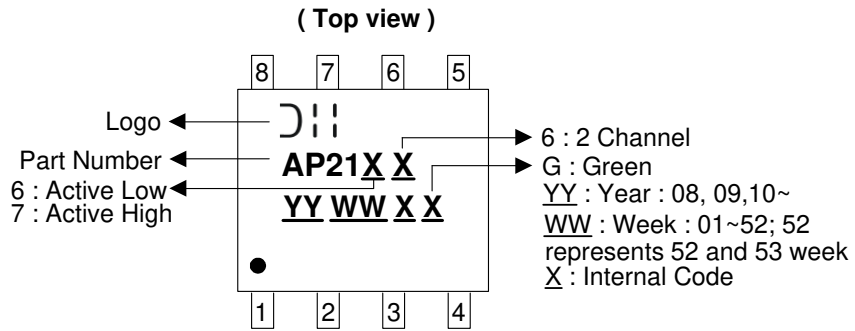 ( Top view )
8 7 6 5
Logo
Part Number
6 : Active Low
7 : Active High
AP21X X
YY WW X X
6 : 2 Channel
G : Green
YY : Year : 08, 09,10~
WW : Week : 01~52; 52
represents 52 and 53 week
X : Internal Code
1 2 3 4